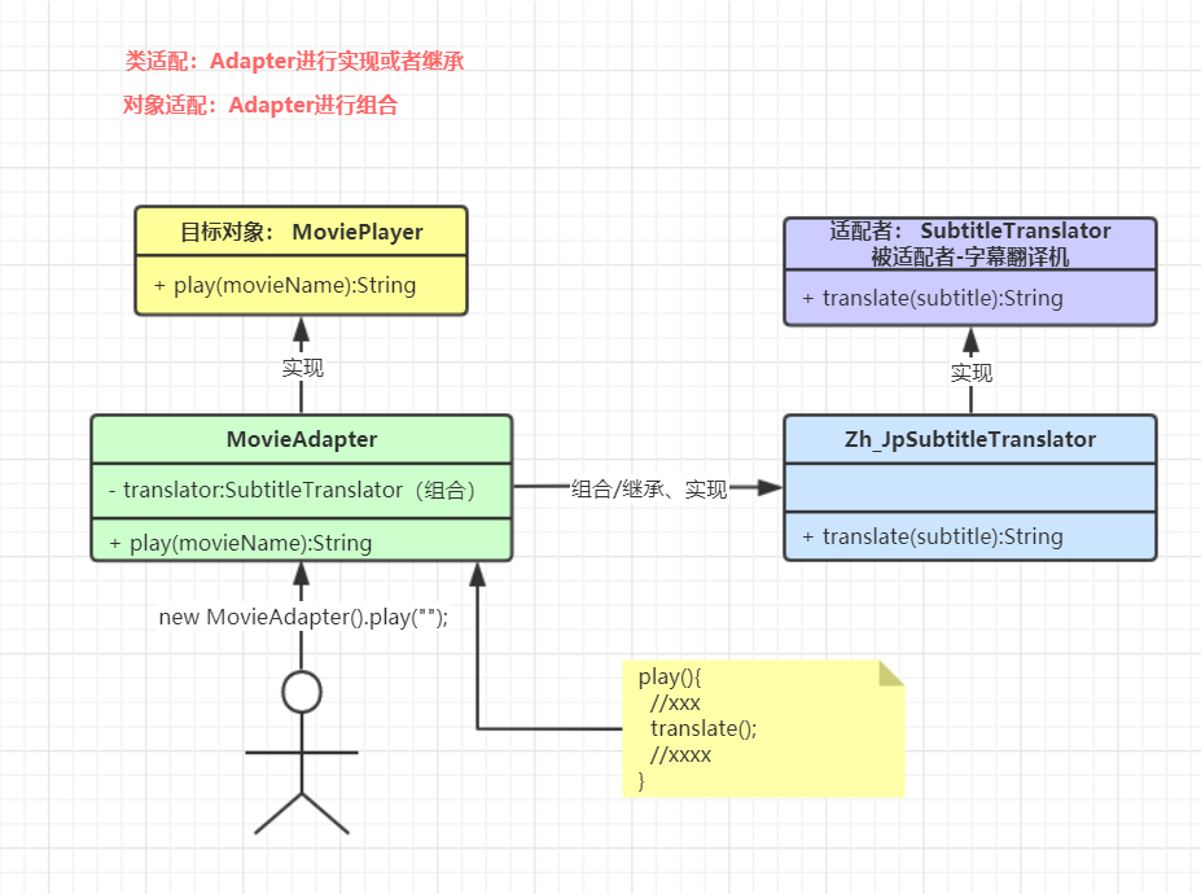 类适配：Adapter进行实现或者继承
对象适配：Adapter进行组合
目标对象： MoviePlayer
+ play(movieName):String
适配者： SubtitleTranslator
被适配者-字幕翻译机
+ translate(subtitle):String
实现
实现
MovieAdapter
- translator:SubtitleTranslator（组合）
+ play(movieName):String
组合/继承、实现
Zh_JpSubtitleTranslator
+ translate(subtitle):String
new MovieAdapter().play("");
play(){
//xxx
translate();
//xxxx
}